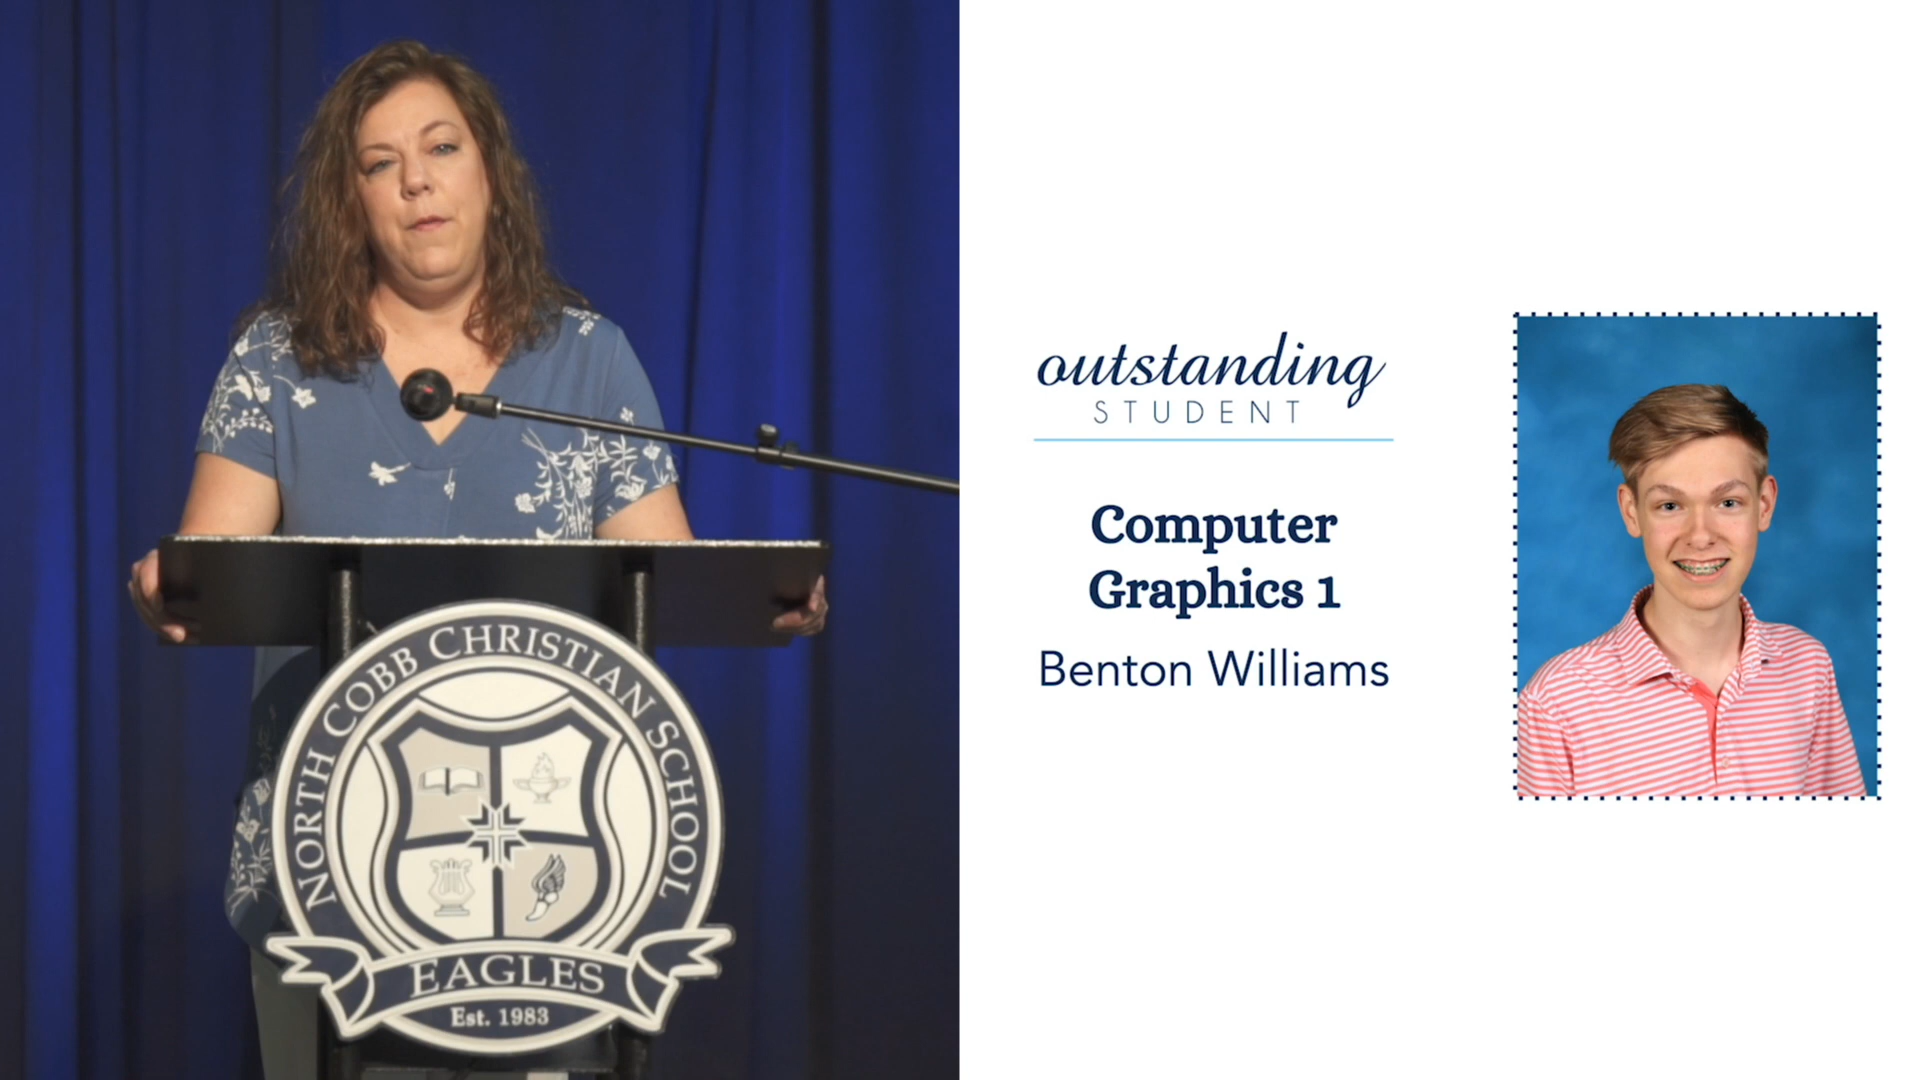 NORTH COBB CHRISTIAN SCHOOL
EAGLES
Est. 1983
outstanding
STUDENT
Computer
Graphics 1
Benton Williams